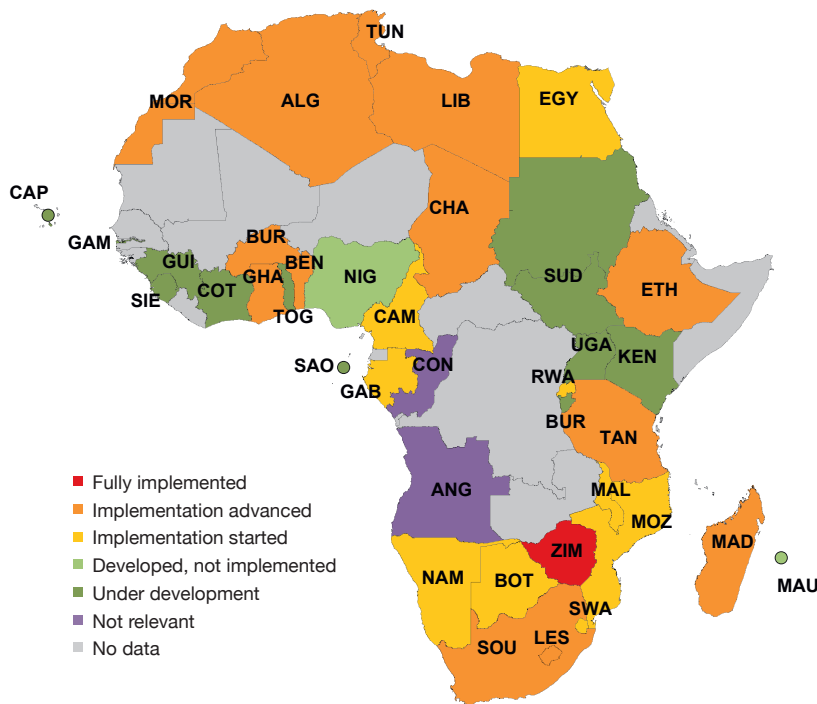 TUN
MOR
ALG
LIB
EGY
CAP
CHA
GAM
BUR
GUI
BEN
NIG
GHA
SUD
ETH
SIE
COT
TOG
CAM
UGA
KEN
SAO
CON
RWA
GAB
BUR
TAN
Fully implemented
Implementation advanced
Implementation started
Developed, not implemented
Under development
Not relevant
No data
ANG
MAL
MOZ
ZIM
MAD
NAM
BOT
MAU
SWA
SOU
LES